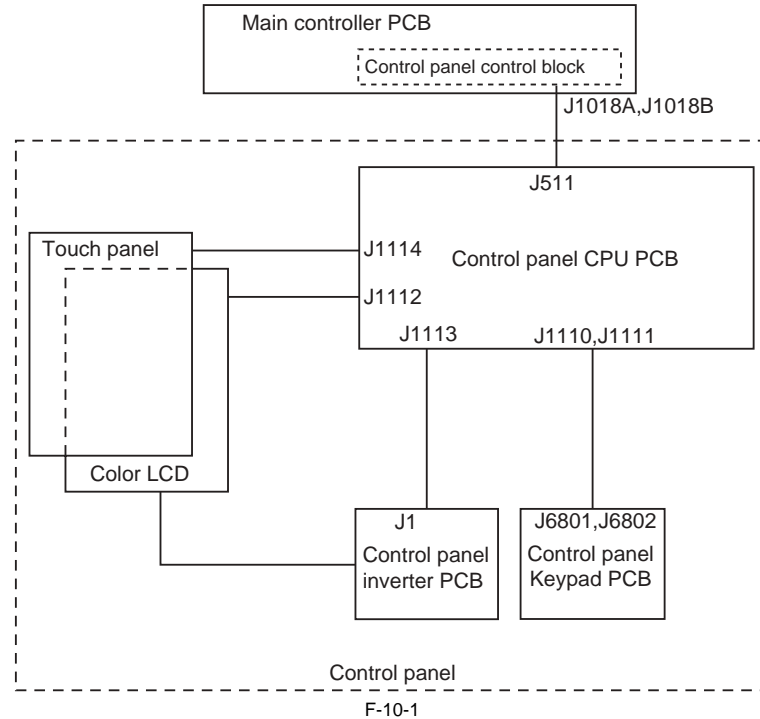 Main controller PCB
Control panel control block
J1018A,J1018B
J511
Touch panel
J1114
Control panel CPU PCB
J1112
J1113
J1110,J1111
Color LCD
J1
J6801,J6802
Control panel
inverter PCB
Control panel
Keypad PCB
Control panel
F-10-1